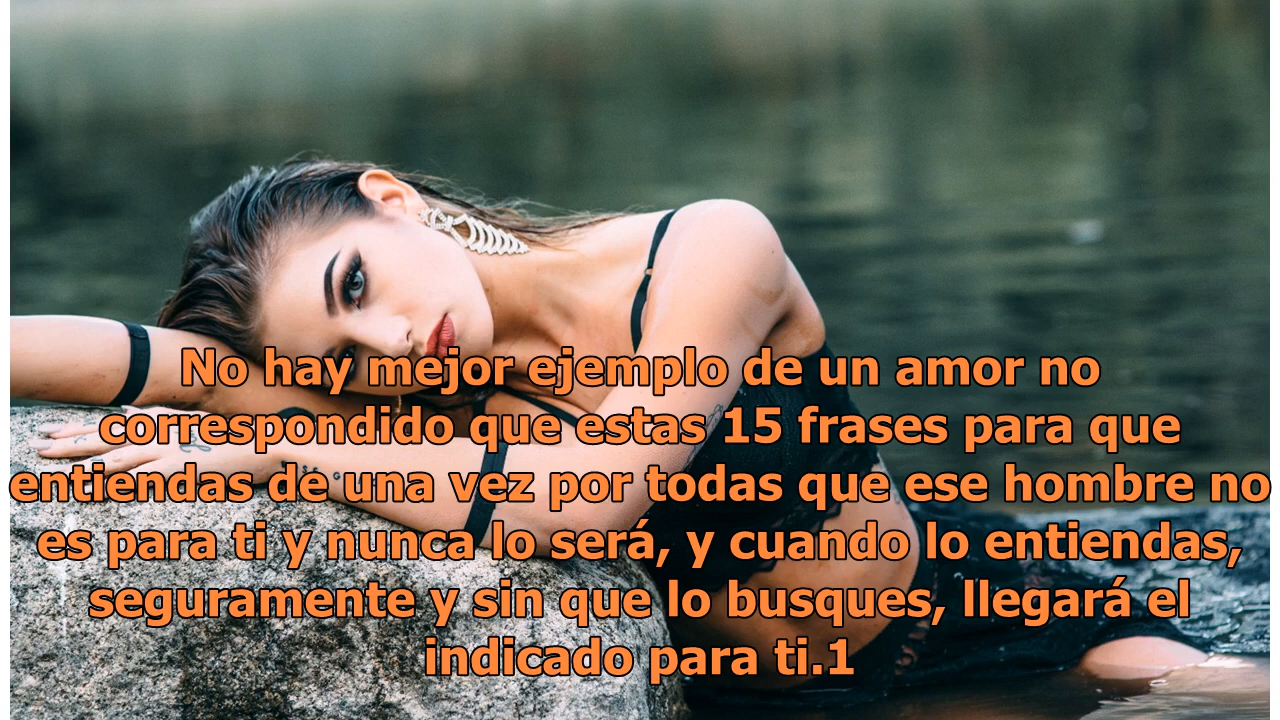 No hay mejor ejemplo de un amor no
correspondido que estas 15 frases para que
entiendas de una vez por todas que ese hombre no
es para ti y nunca lo será, y cuando lo entiendas,
seguramente y sin que lo busques, llegará el
indicado para ti.1